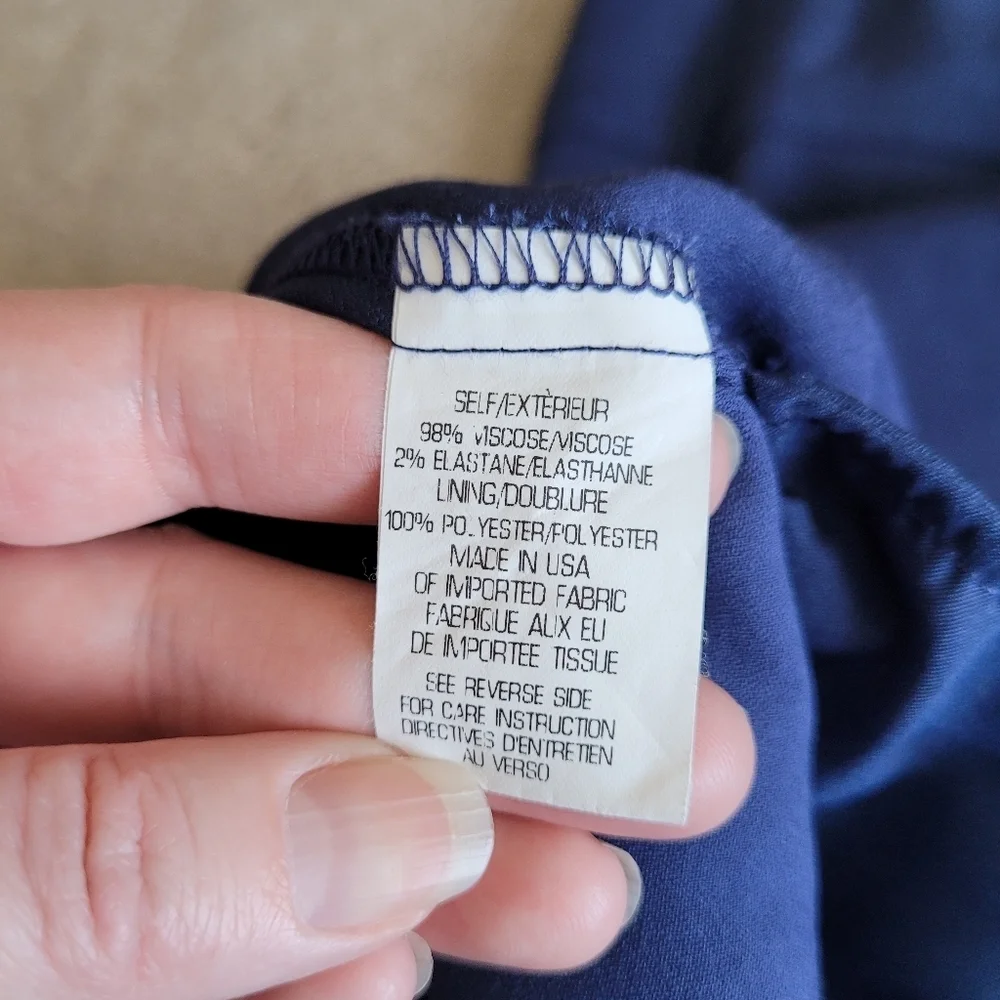 SELF/EXTÈRIEUR
98% VISCOSE/VISCOSE
2% ELASTANE/ELASTHANNE
LINING/DOUBLURE
100% POLYESTER/POLYESTER
MADE IN USA
OF IMPORTED FABRIC
FABRIGUE AUX EU
DE IMPORTEE TISSUE
SEE REVERSE SIDE
FOR CARE INSTRUCTION
DIRECTIVES D'ENTRETIEN
AU VERSO